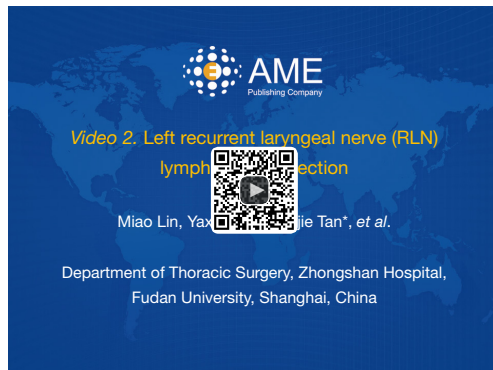 AME
Publishing Company
Video 2. Left recurrent laryngeal nerve (RLN)
lymph ection
Miao Lin, Yax jie Tan*, et al.
Department of Thoracic Surgery, Zhongshan Hospital,
Fudan University, Shanghai, China